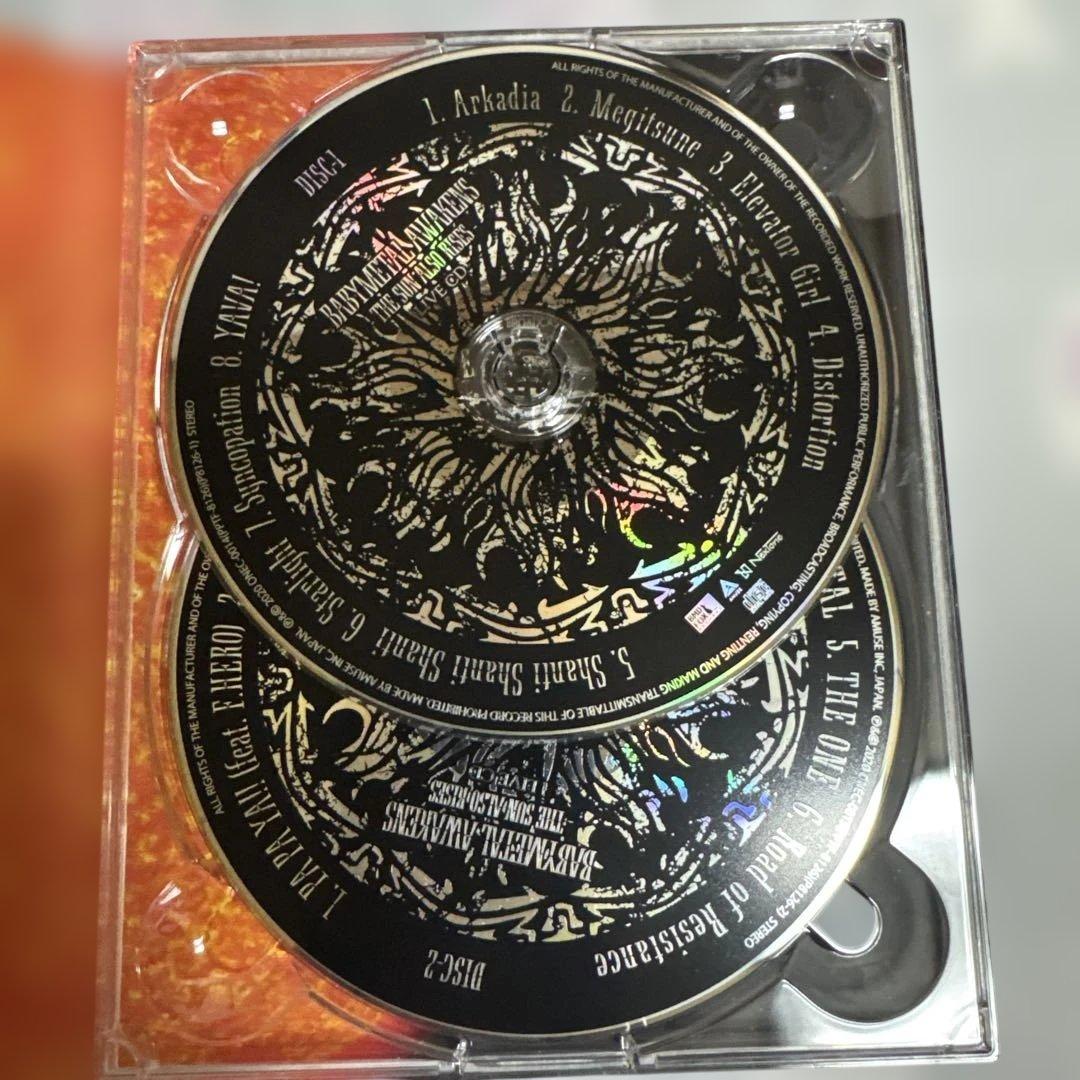 DISC-1
BABYMETAL AWAKENS
THE SUN ALSO RISES
LIVE CD
1. Arkadia 2. Megitsune 3. Elevator Girl 4. Distortion
5. Shanti Shanti Shanti 6. Starlight 7. Syncopation 8. YAVA!
ALL RIGHTS OF THE MANUFACTURER AND OF THE OWNER OF THE RECORDED WORK RESERVED. UNAUTHORIZED PUBLIC PERFORMANCE, BROADCASTING, COPYING, RENTING AND MAKING TRANSMITTABLE OF THIS RECORD PROHIBITED. MADE BY AMUSE INC. JAPAN.
STEREO
DISC-2
BABYMETAL AWAKENS
-THE SUN ALSO RISES-
1. PA PA YA!! (feat. F.HERO) 2
TAL 5. THE ONE 6. Road of Resistance
ALL RIGHTS OF THE MANUFACTURER AND OF THE O
MADE BY AMUSE INC. JAPAN. ℗&© 2020
STEREO